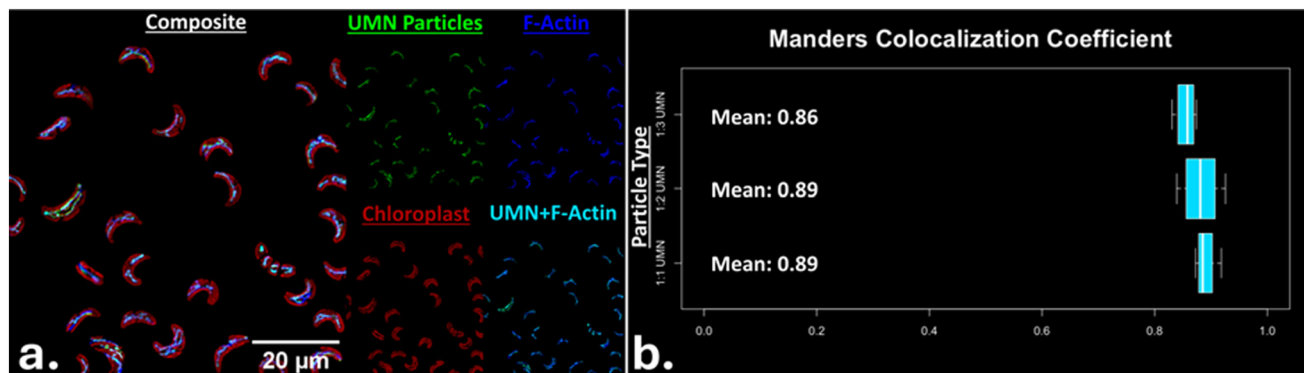 Composite
UMN Particles
F-Actin
Chloroplast
UMN+F-Actin
20 µm
a.
Manders Colocalization Coefficient
Particle Type
1:3 UMN
Mean: 0.86
1:2 UMN
Mean: 0.89
1:1 UMN
Mean: 0.89
0.0 0.2 0.4 0.6 0.8 1.0
b.